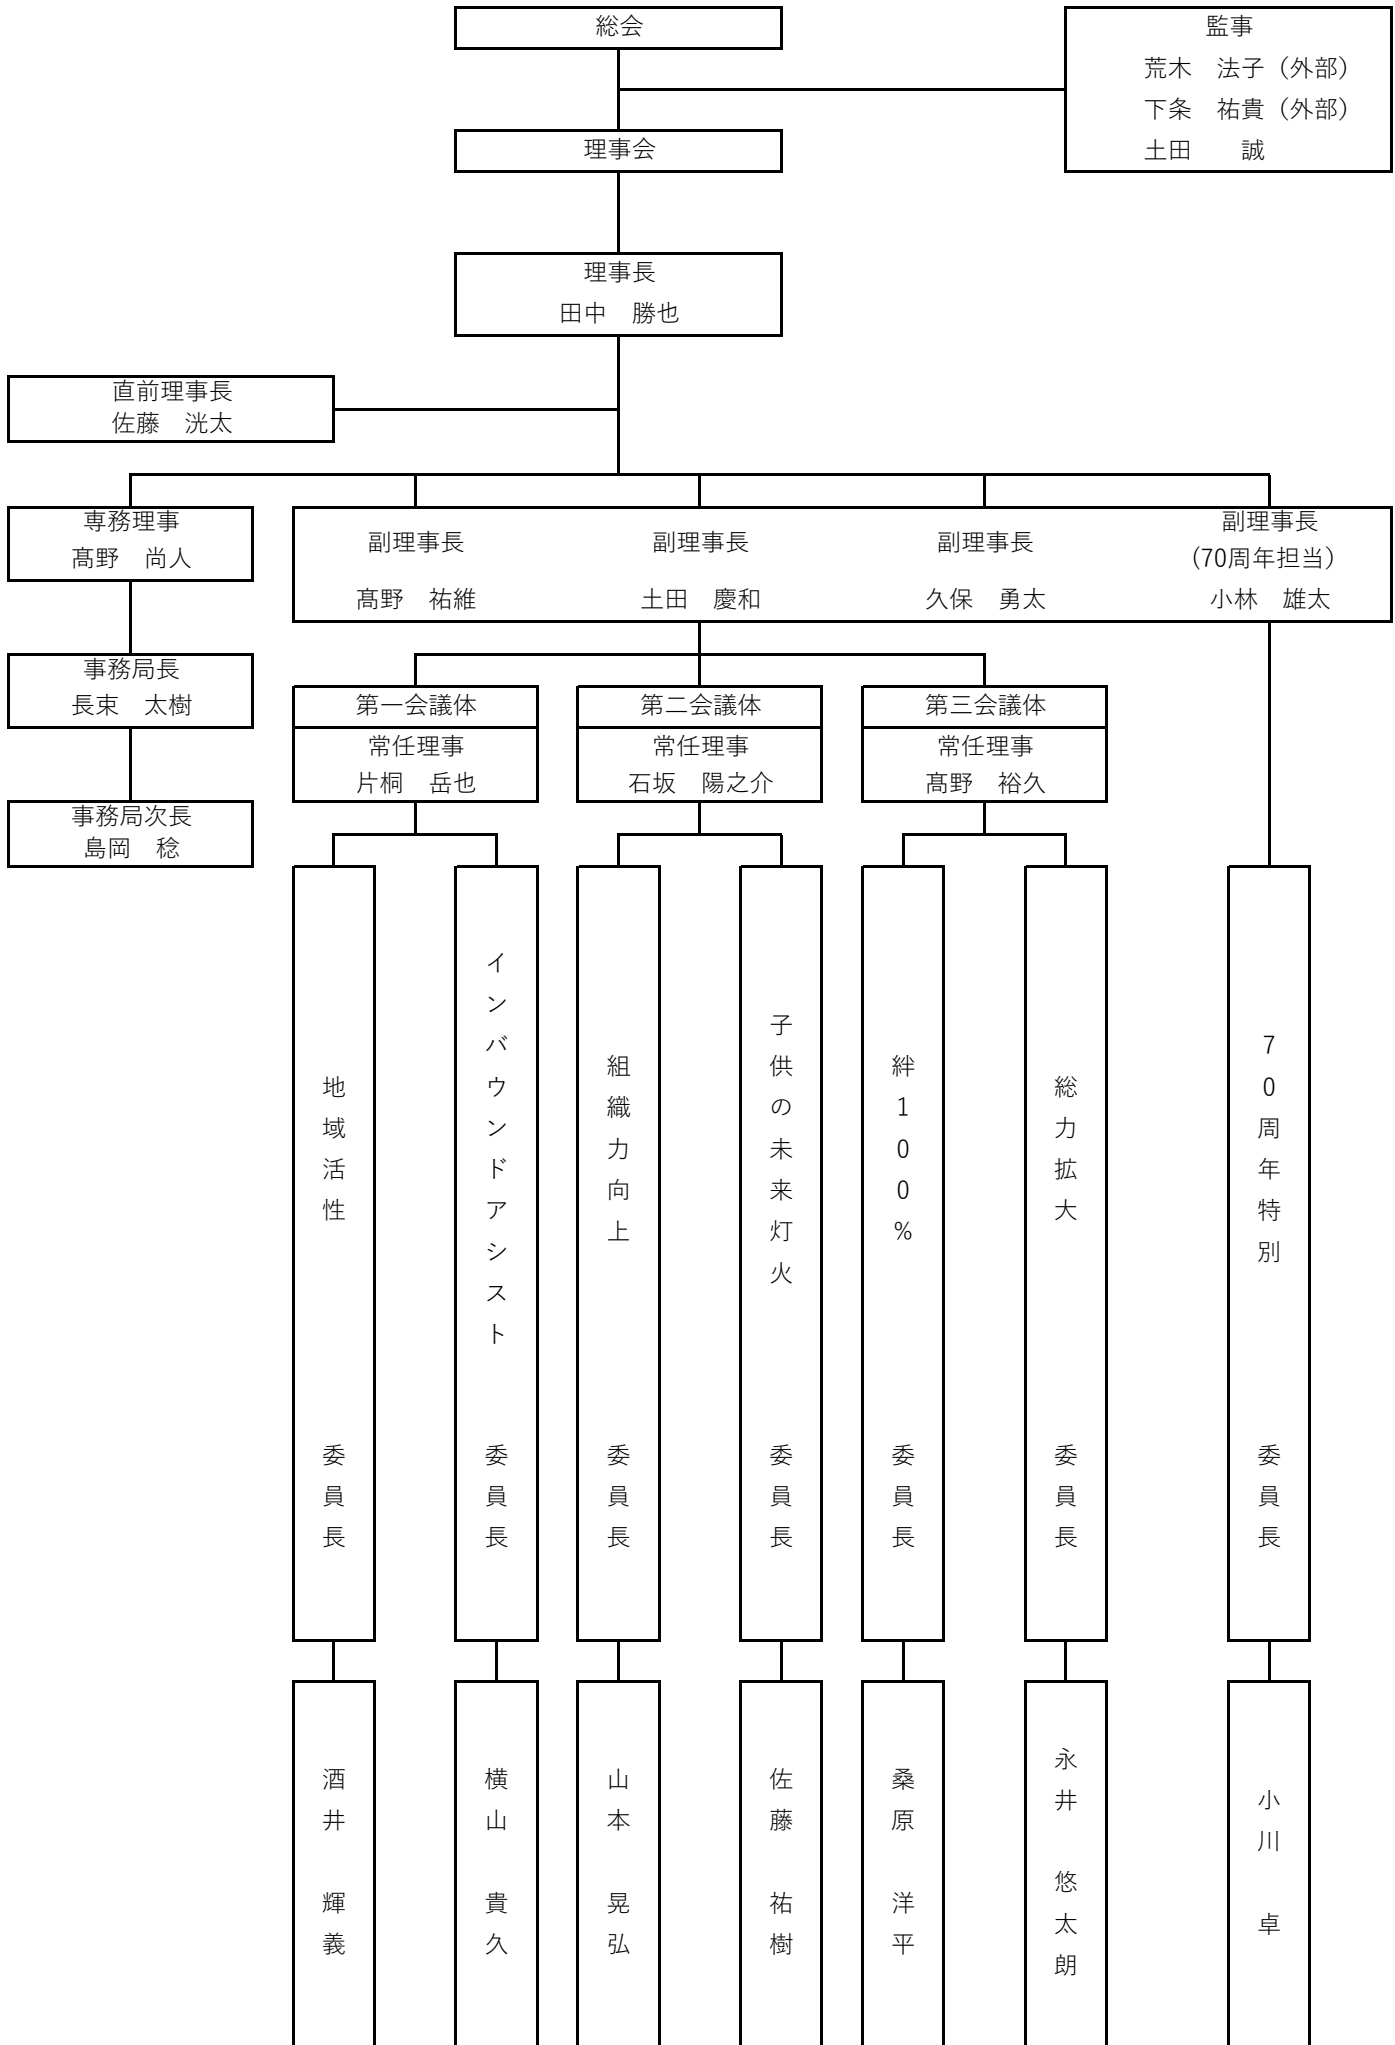 総会
監事
荒木　法子（外部）
下条　祐貴（外部）
土田　　誠
理事会
理事長
田中　勝也
直前理事長
佐藤　洸太
専務理事
髙野　尚人
副理事長
髙野　祐維
副理事長
土田　慶和
副理事長
久保　勇太
副理事長
（70周年担当）
小林　雄太
事務局長
長束　太樹
事務局次長
島岡　稔
第一会議体
常任理事
片桐　岳也
第二会議体
常任理事
石坂　陽之介
第三会議体
常任理事
髙野　裕久
地域活性　委員長
インバウンドアシスト　委員長
組織力向上　委員長
子供の未来灯火　委員長
絆100%　委員長
総力拡大　委員長
70周年特別　委員長
酒井　輝義
横山　貴久
山本　晃弘
佐藤　祐樹
桑原　洋平
永井　悠太朗
小川　卓